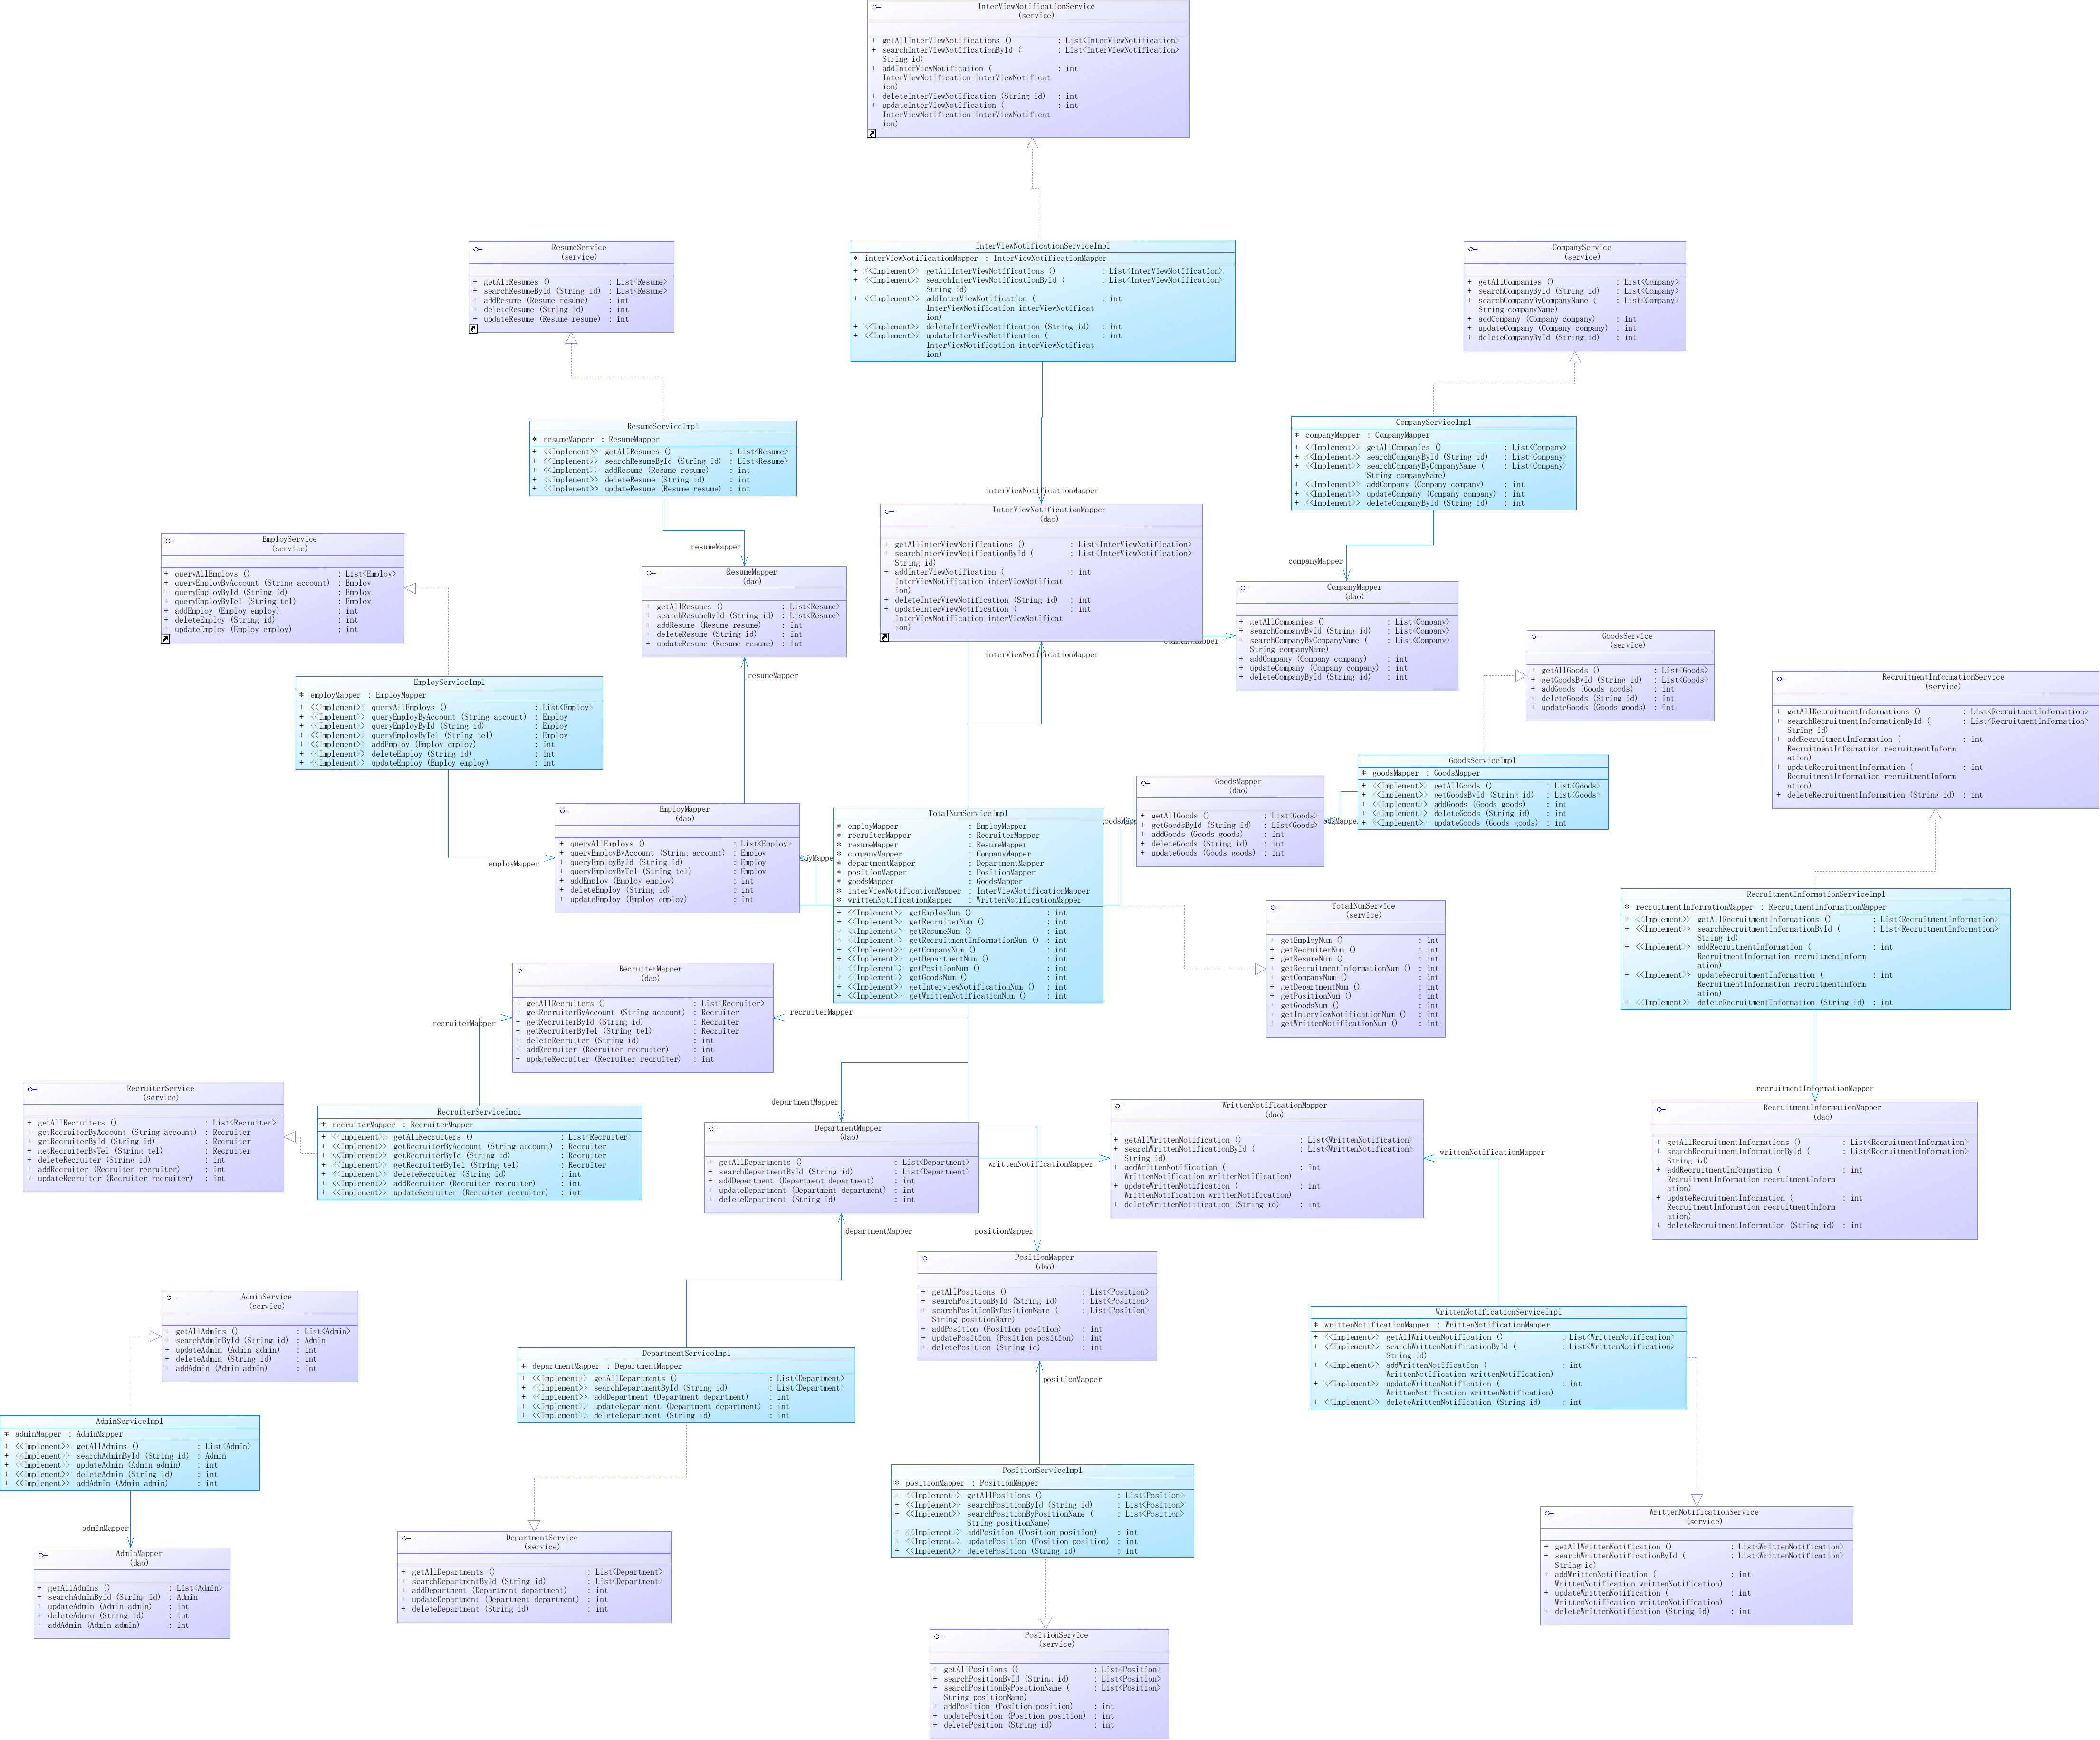 InterViewNotificationService
(service)
+ getAllInterViewNotifications () : List<InterViewNotification>
+ searchInterViewNotificationById ( : List<InterViewNotification>
String id)
+ addInterViewNotification ( : int
InterViewNotification interViewNotificat
ion)
+ deleteInterViewNotification (String id) : int
+ updateInterViewNotification ( : int
InterViewNotification interViewNotificat
ion)
ResumeService
(service)
+ getAllResumes () : List<Resume>
+ searchResumeById (String id) : List<Resume>
+ addResume (Resume resume) : int
+ deleteResume (String id) : int
+ updateResume (Resume resume) : int
InterViewNotificationServiceImpl
* interViewNotificationMapper : InterViewNotificationMapper
+ <<Implement>> getAllInterViewNotifications () : List<InterViewNotification>
+ <<Implement>> searchInterViewNotificationById ( : List<InterViewNotification>
String id)
+ <<Implement>> addInterViewNotification ( : int
InterViewNotification interViewNotificat
ion)
+ <<Implement>> deleteInterViewNotification (String id) : int
+ <<Implement>> updateInterViewNotification ( : int
InterViewNotification interViewNotificat
ion)
CompanyService
(service)
+ getAllCompanies () : List<Company>
+ searchCompanyById (String id) : List<Company>
+ searchCompanyByCompanyName ( : List<Company>
String companyName)
+ addCompany (Company company) : int
+ updateCompany (Company company) : int
+ deleteCompanyById (String id) : int
ResumeServiceImpl
* resumeMapper : ResumeMapper
+ <<Implement>> getAllResumes () : List<Resume>
+ <<Implement>> searchResumeById (String id) : List<Resume>
+ <<Implement>> addResume (Resume resume) : int
+ <<Implement>> deleteResume (String id) : int
+ <<Implement>> updateResume (Resume resume) : int
CompanyServiceImpl
* companyMapper : CompanyMapper
+ <<Implement>> getAllCompanies () : List<Company>
+ <<Implement>> searchCompanyById (String id) : List<Company>
+ <<Implement>> searchCompanyByCompanyName ( : List<Company>
String companyName)
+ <<Implement>> addCompany (Company company) : int
+ <<Implement>> updateCompany (Company company) : int
+ <<Implement>> deleteCompanyById (String id) : int
interViewNotificationMapper
resumeMapper
companyMapper
EmployService
(service)
+ queryAllEmploys () : List<Employ>
+ queryEmployByAccount (String account) : Employ
+ queryEmployById (String id) : Employ
+ queryEmployByTel (String tel) : Employ
+ addEmploy (Employ employ) : int
+ deleteEmploy (String id) : int
+ updateEmploy (Employ employ) : int
ResumeMapper
(dao)
+ getAllResumes () : List<Resume>
+ searchResumeById (String id) : List<Resume>
+ addResume (Resume resume) : int
+ deleteResume (String id) : int
+ updateResume (Resume resume) : int
InterViewNotificationMapper
(dao)
+ getAllInterViewNotifications () : List<InterViewNotification>
+ searchInterViewNotificationById ( : List<InterViewNotification>
String id)
+ addInterViewNotification ( : int
InterViewNotification interViewNotificat
ion)
+ deleteInterViewNotification (String id) : int
+ updateInterViewNotification ( : int
InterViewNotification interViewNotificat
ion)
companyMapper
interViewNotificationMapper
CompanyMapper
(dao)
+ getAllCompanies () : List<Company>
+ searchCompanyById (String id) : List<Company>
+ searchCompanyByCompanyName ( : List<Company>
String companyName)
+ addCompany (Company company) : int
+ updateCompany (Company company) : int
+ deleteCompanyById (String id) : int
GoodsService
(service)
+ getAllGoods () : List<Goods>
+ getGoodsById (String id) : List<Goods>
+ addGoods (Goods goods) : int
+ deleteGoods (String id) : int
+ updateGoods (Goods goods) : int
RecruitmentInformationService
(service)
+ getAllRecruitmentInformations () : List<RecruitmentInformation>
+ searchRecruitmentInformationById ( : List<RecruitmentInformation>
String id)
+ addRecruitmentInformation ( : int
RecruitmentInformation recruitmentInform
ation)
+ updateRecruitmentInformation ( : int
RecruitmentInformation recruitmentInform
ation)
+ deleteRecruitmentInformation (String id) : int
resumeMapper
EmployServiceImpl
* employMapper : EmployMapper
+ <<Implement>> queryAllEmploys () : List<Employ>
+ <<Implement>> queryEmployByAccount (String account) : Employ
+ <<Implement>> queryEmployById (String id) : Employ
+ <<Implement>> queryEmployByTel (String tel) : Employ
+ <<Implement>> addEmploy (Employ employ) : int
+ <<Implement>> deleteEmploy (String id) : int
+ <<Implement>> updateEmploy (Employ employ) : int
GoodsServiceImpl
* goodsMapper : GoodsMapper
+ <<Implement>> getAllGoods () : List<Goods>
+ <<Implement>> getGoodsById (String id) : List<Goods>
+ <<Implement>> addGoods (Goods goods) : int
+ <<Implement>> deleteGoods (String id) : int
+ <<Implement>> updateGoods (Goods goods) : int
GoodsMapper
(dao)
+ getAllGoods () : List<Goods>
+ getGoodsById (String id) : List<Goods>
+ addGoods (Goods goods) : int
+ deleteGoods (String id) : int
+ updateGoods (Goods goods) : int
employMapper
EmployMapper
(dao)
+ queryAllEmploys () : List<Employ>
+ queryEmployByAccount (String account) : Employ
+ queryEmployById (String id) : Employ
+ queryEmployByTel (String tel) : Employ
+ addEmploy (Employ employ) : int
+ deleteEmploy (String id) : int
+ updateEmploy (Employ employ) : int
TotalNumServiceImpl
* employMapper : EmployMapper
* recruiterMapper : RecruiterMapper
* resumeMapper : ResumeMapper
* companyMapper : CompanyMapper
* departmentMapper : DepartmentMapper
* positionMapper : PositionMapper
* goodsMapper : GoodsMapper
* interViewNotificationMapper : InterViewNotificationMapper
* writtenNotificationMapper : WrittenNotificationMapper
+ <<Implement>> getEmployNum () : int
+ <<Implement>> getRecruiterNum () : int
+ <<Implement>> getResumeNum () : int
+ <<Implement>> getRecruitmentInformationNum () : int
+ <<Implement>> getCompanyNum () : int
+ <<Implement>> getDepartmentNum () : int
+ <<Implement>> getPositionNum () : int
+ <<Implement>> getGoodsNum () : int
+ <<Implement>> getInterviewNotificationNum () : int
+ <<Implement>> getWrittenNotificationNum () : int
TotalNumService
(service)
+ getEmployNum () : int
+ getRecruiterNum () : int
+ getResumeNum () : int
+ getRecruitmentInformationNum () : int
+ getCompanyNum () : int
+ getDepartmentNum () : int
+ getPositionNum () : int
+ getGoodsNum () : int
+ getInterviewNotificationNum () : int
+ getWrittenNotificationNum () : int
RecruitmentInformationServiceImpl
* recruitmentInformationMapper : RecruitmentInformationMapper
+ <<Implement>> getAllRecruitmentInformations () : List<RecruitmentInformation>
+ <<Implement>> searchRecruitmentInformationById ( : List<RecruitmentInformation>
String id)
+ <<Implement>> addRecruitmentInformation ( : int
RecruitmentInformation recruitmentInform
ation)
+ <<Implement>> updateRecruitmentInformation ( : int
RecruitmentInformation recruitmentInform
ation)
+ <<Implement>> deleteRecruitmentInformation (String id) : int
RecruiterMapper
(dao)
+ getAllRecruiters () : List<Recruiter>
+ getRecruiterByAccount (String account) : Recruiter
+ getRecruiterById (String id) : Recruiter
+ getRecruiterByTel (String tel) : Recruiter
+ deleteRecruiter (String id) : int
+ addRecruiter (Recruiter recruiter) : int
+ updateRecruiter (Recruiter recruiter) : int
recruiterMapper
recruiterMapper
RecruiterService
(service)
+ getAllRecruiters () : List<Recruiter>
+ getRecruiterByAccount (String account) : Recruiter
+ getRecruiterById (String id) : Recruiter
+ getRecruiterByTel (String tel) : Recruiter
+ deleteRecruiter (String id) : int
+ addRecruiter (Recruiter recruiter) : int
+ updateRecruiter (Recruiter recruiter) : int
RecruiterServiceImpl
* recruiterMapper : RecruiterMapper
+ <<Implement>> getAllRecruiters () : List<Recruiter>
+ <<Implement>> getRecruiterByAccount (String account) : Recruiter
+ <<Implement>> getRecruiterById (String id) : Recruiter
+ <<Implement>> getRecruiterByTel (String tel) : Recruiter
+ <<Implement>> deleteRecruiter (String id) : int
+ <<Implement>> addRecruiter (Recruiter recruiter) : int
+ <<Implement>> updateRecruiter (Recruiter recruiter) : int
departmentMapper
DepartmentMapper
(dao)
+ getAllDepartments () : List<Department>
+ searchDepartmentById (String id) : List<Department>
+ addDepartment (Department department) : int
+ updateDepartment (Department department) : int
+ deleteDepartment (String id) : int
writtenNotificationMapper
WrittenNotificationMapper
(dao)
+ getAllWrittenNotification () : List<WrittenNotification>
+ searchWrittenNotificationById ( : List<WrittenNotification>
String id)
+ addWrittenNotification ( : int
WrittenNotification writtenNotification)
+ updateWrittenNotification ( : int
WrittenNotification writtenNotification)
+ deleteWrittenNotification (String id) : int
writtenNotificationMapper
recruitmentInformationMapper
RecruitmentInformationMapper
(dao)
+ getAllRecruitmentInformations () : List<RecruitmentInformation>
+ searchRecruitmentInformationById ( : List<RecruitmentInformation>
String id)
+ addRecruitmentInformation ( : int
RecruitmentInformation recruitmentInform
ation)
+ updateRecruitmentInformation ( : int
RecruitmentInformation recruitmentInform
ation)
+ deleteRecruitmentInformation (String id) : int
departmentMapper
positionMapper
PositionMapper
(dao)
+ getAllPositions () : List<Position>
+ searchPositionById (String id) : List<Position>
+ searchPositionByPositionName ( : List<Position>
String positionName)
+ addPosition (Position position) : int
+ updatePosition (Position position) : int
+ deletePosition (String id) : int
positionMapper
AdminService
(service)
+ getAllAdmins () : List<Admin>
+ searchAdminById (String id) : Admin
+ updateAdmin (Admin admin) : int
+ deleteAdmin (String id) : int
+ addAdmin (Admin admin) : int
DepartmentServiceImpl
* departmentMapper : DepartmentMapper
+ <<Implement>> getAllDepartments () : List<Department>
+ <<Implement>> searchDepartmentById (String id) : List<Department>
+ <<Implement>> addDepartment (Department department) : int
+ <<Implement>> updateDepartment (Department department) : int
+ <<Implement>> deleteDepartment (String id) : int
WrittenNotificationServiceImpl
* writtenNotificationMapper : WrittenNotificationMapper
+ <<Implement>> getAllWrittenNotification () : List<WrittenNotification>
+ <<Implement>> searchWrittenNotificationById ( : List<WrittenNotification>
String id)
+ <<Implement>> addWrittenNotification ( : int
WrittenNotification writtenNotification)
+ <<Implement>> updateWrittenNotification ( : int
WrittenNotification writtenNotification)
+ <<Implement>> deleteWrittenNotification (String id) : int
AdminServiceImpl
* adminMapper : AdminMapper
+ <<Implement>> getAllAdmins () : List<Admin>
+ <<Implement>> searchAdminById (String id) : Admin
+ <<Implement>> updateAdmin (Admin admin) : int
+ <<Implement>> deleteAdmin (String id) : int
+ <<Implement>> addAdmin (Admin admin) : int
PositionServiceImpl
* positionMapper : PositionMapper
+ <<Implement>> getAllPositions () : List<Position>
+ <<Implement>> searchPositionById (String id) : List<Position>
+ <<Implement>> searchPositionByPositionName ( : List<Position>
String positionName)
+ <<Implement>> addPosition (Position position) : int
+ <<Implement>> updatePosition (Position position) : int
+ <<Implement>> deletePosition (String id) : int
adminMapper
AdminMapper
(dao)
+ getAllAdmins () : List<Admin>
+ searchAdminById (String id) : Admin
+ updateAdmin (Admin admin) : int
+ deleteAdmin (String id) : int
+ addAdmin (Admin admin) : int
DepartmentService
(service)
+ getAllDepartments () : List<Department>
+ searchDepartmentById (String id) : List<Department>
+ addDepartment (Department department) : int
+ updateDepartment (Department department) : int
+ deleteDepartment (String id) : int
WrittenNotificationService
(service)
+ getAllWrittenNotification () : List<WrittenNotification>
+ searchWrittenNotificationById ( : List<WrittenNotification>
String id)
+ addWrittenNotification ( : int
WrittenNotification writtenNotification)
+ updateWrittenNotification ( : int
WrittenNotification writtenNotification)
+ deleteWrittenNotification (String id) : int
PositionService
(service)
+ getAllPositions () : List<Position>
+ searchPositionById (String id) : List<Position>
+ searchPositionByPositionName ( : List<Position>
String positionName)
+ addPosition (Position position) : int
+ updatePosition (Position position) : int
+ deletePosition (String id) : int